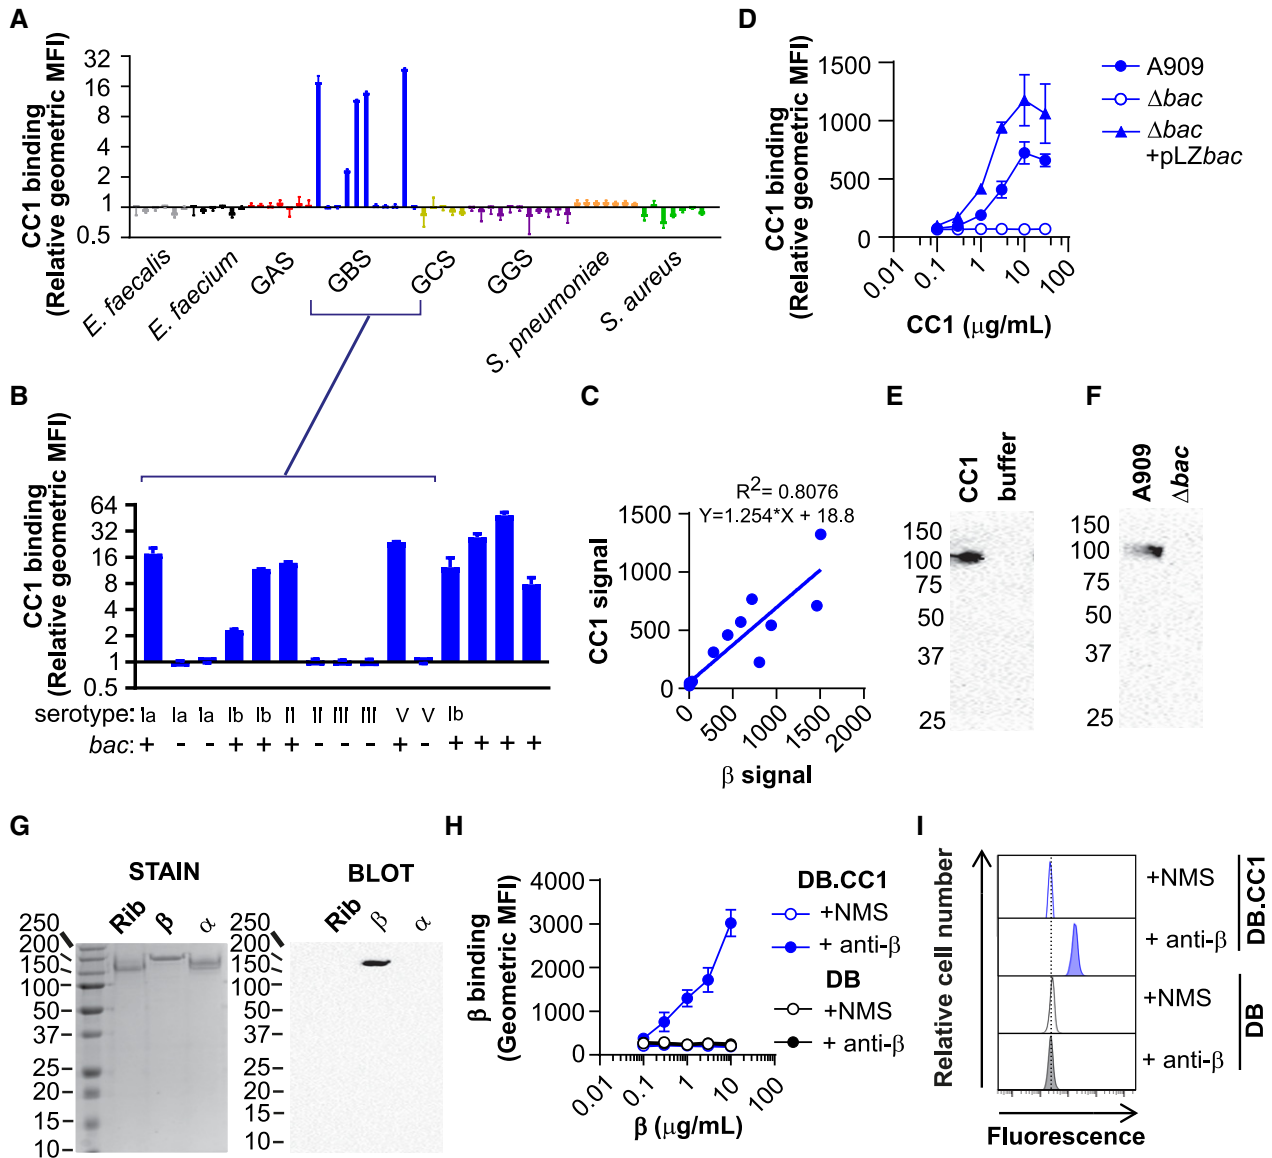 A
CC1 binding
(Relative geometric MFI)
32
16
8
4
2
1
0.5
E. faecalis
E. faecium
GAS
GBS
GCS
GGS
S. pneumoniae
S. aureus
B
CC1 binding
(Relative geometric MFI)
64
32
16
8
4
2
1
0.5
serotype: Ia Ia Ia Ib Ib II II III III V V Ib
bac: + - - + + + - - - + - + + + +
C
CC1 signal
1500
1000
500
0
R2= 0.8076
Y=1.254*X + 18.8
0 500 1000 1500 2000
β signal
D
CC1 binding
(Relative geometric MFI)
1500
1000
500
0
0.01 0.1 1 10 100
CC1 (μg/mL)
A909
Δbac
Δbac
+pLZbac
E
CC1 buffer
150
100
75
50
37
25
F
A909 Δbac
150
100
75
50
37
25
G
STAIN
Rib β α
250
200
150
100
50
37
25
20
15
10
BLOT
Rib β α
250
200
150
100
50
37
25
20
15
10
H
β binding
(Geometric MFI)
4000
3000
2000
1000
0
0.01 0.1 1 10 100
β (μg/mL)
DB.CC1
+NMS
+ anti-β
DB
+NMS
+ anti-β
I
Relative cell number
+NMS
+ anti-β
DB.CC1
+NMS
+ anti-β
DB
Fluorescence